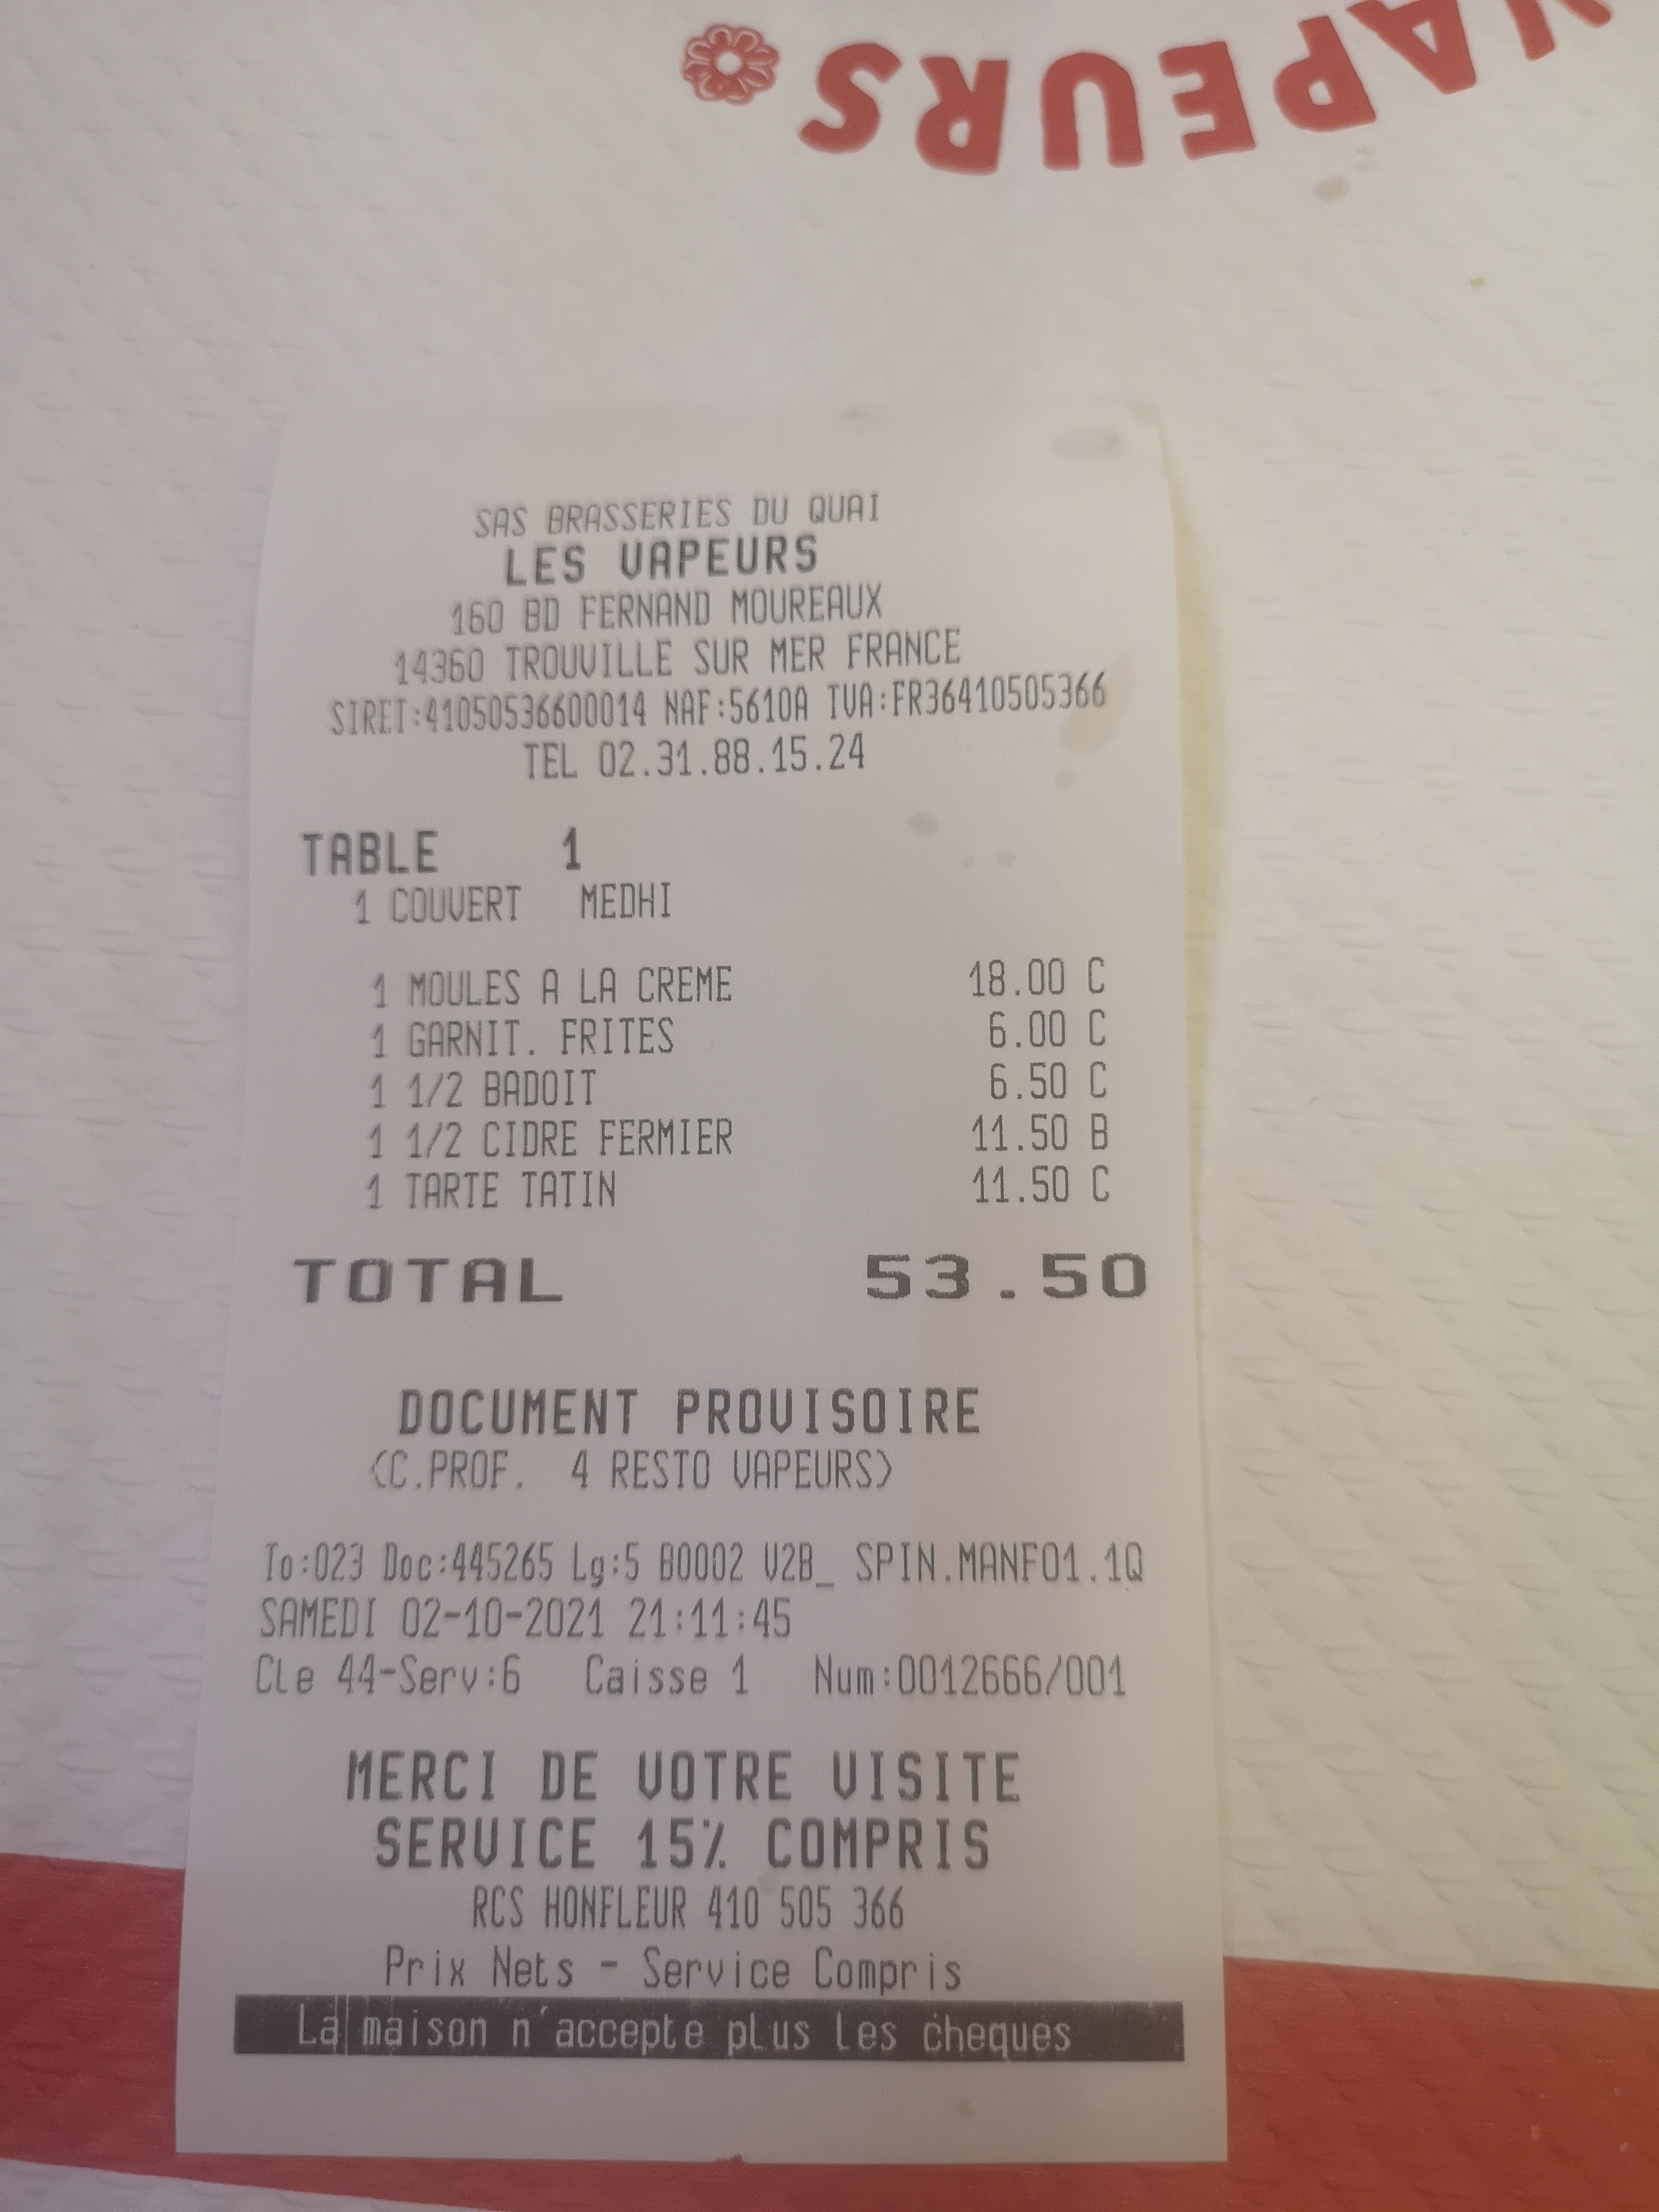 VAPEURS
SAS BRASSERIES DU QUAI
LES VAPEURS
160 BD FERNAND MOUREAUX
14360 TROUVILLE SUR MER FRANCE
SIRET:41050536600014 NAF:5610A TVA:FR36410505366
TEL 02.31.88.15.24
TABLE 1
1 COUVERT MEDHI
1 MOULES A LA CREME 18.00 C
1 GARNIT. FRITES 6.00 C
1 1/2 BADOIT 6.50 C
1 1/2 CIDRE FERMIER 11.50 B
1 TARTE TATIN 11.50 C
TOTAL 53.50
DOCUMENT PROVISOIRE
(C.PROF. 4 RESTO VAPEURS)
To:023 Doc:445265 Lg:5 B0002 V2B_ SPIN.MANF01.1Q
SAMEDI 02-10-2021 21:11:45
Cle 44-Serv:6 Caisse 1 Num:0012666/001
MERCI DE VOTRE VISITE
SERVICE 15% COMPRIS
RCS HONFLEUR 410 505 366
Prix Nets - Service Compris
La maison n'accepte plus les cheques